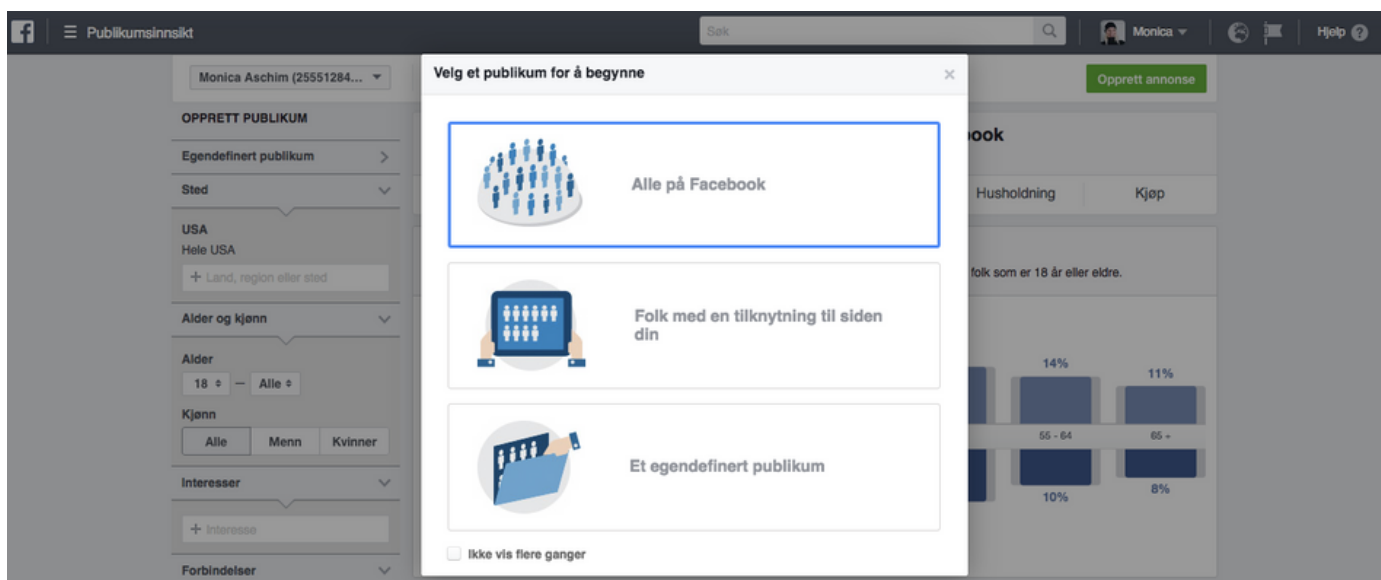 f
Publikumsinnsikt
Søk
Monica
Hjelp ?
Monica Aschim (25551284...
Opprett annonse
OPPRETT PUBLIKUM
Egendefinert publikum
Sted
USA
Hele USA
+ Land, region eller sted
Alder og kjønn
Alder
18 — Alle
Kjønn
Alle Menn Kvinner
Interesser
+ Interesse
Forbindelser
Velg et publikum for å begynne
×
Alle på Facebook
Folk med en tilknytning til siden
din
Et egendefinert publikum
Ikke vis flere ganger
book
Husholdning Kjøp
folk som er 18 år eller eldre.
14% 11%
55 - 64 65 +
10% 8%